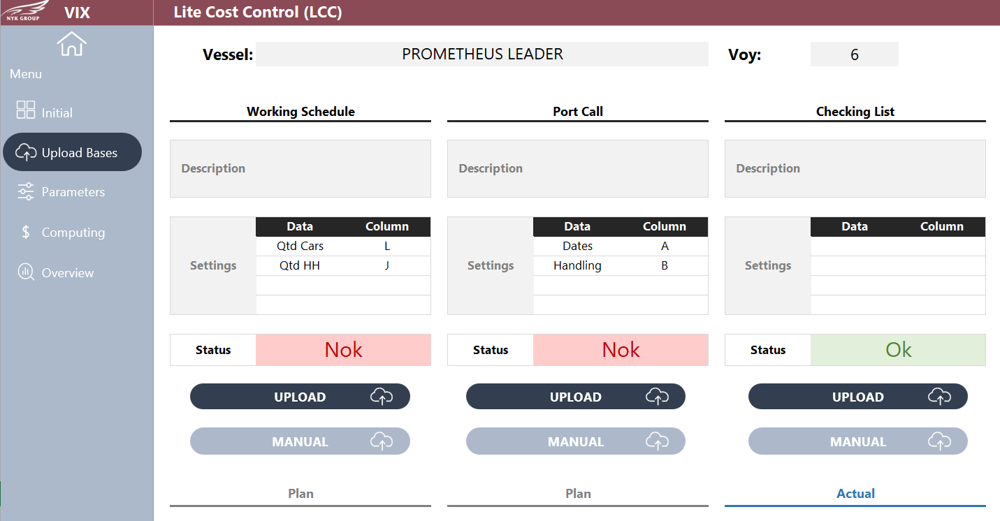 NYK GROUP
VIX
Lite Cost Control (LCC)
Menu
Initial
Upload Bases
Parameters
$ Computing
Overview
Vessel: PROMETHEUS LEADER Voy: 6
Working Schedule
Description
Settings
Data Column
Qtd Cars L
Qtd HH J
Status Nok
UPLOAD
MANUAL
Plan
Port Call
Description
Settings
Data Column
Dates A
Handling B
Status Nok
UPLOAD
MANUAL
Plan
Checking List
Description
Settings
Data Column
Status Ok
UPLOAD
MANUAL
Actual